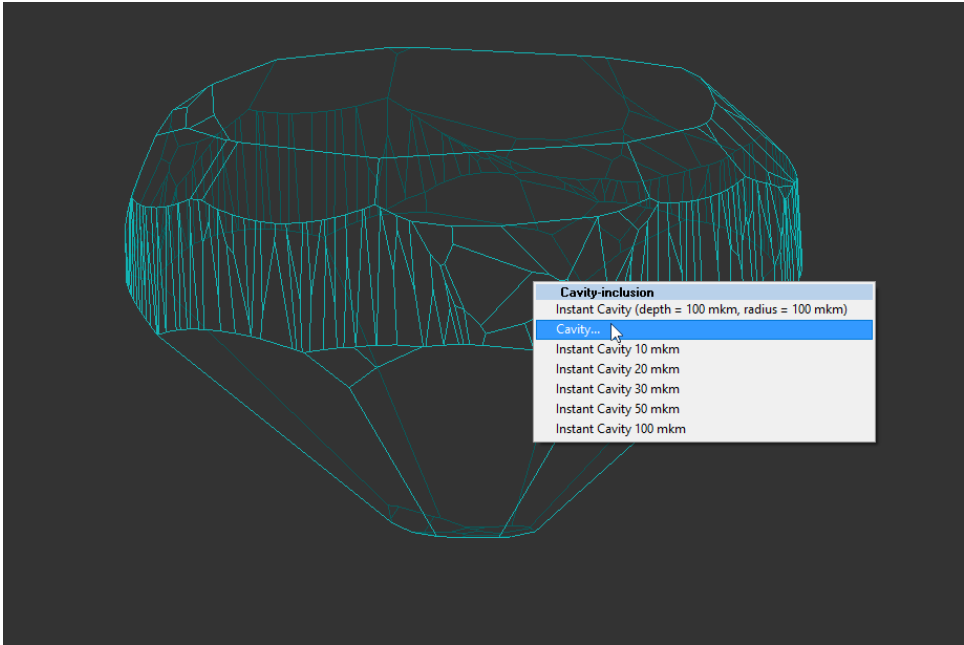 Cavity-inclusion
Instant Cavity (depth = 100 mkm, radius = 100 mkm)
Cavity...
Instant Cavity 10 mkm
Instant Cavity 20 mkm
Instant Cavity 30 mkm
Instant Cavity 50 mkm
Instant Cavity 100 mkm